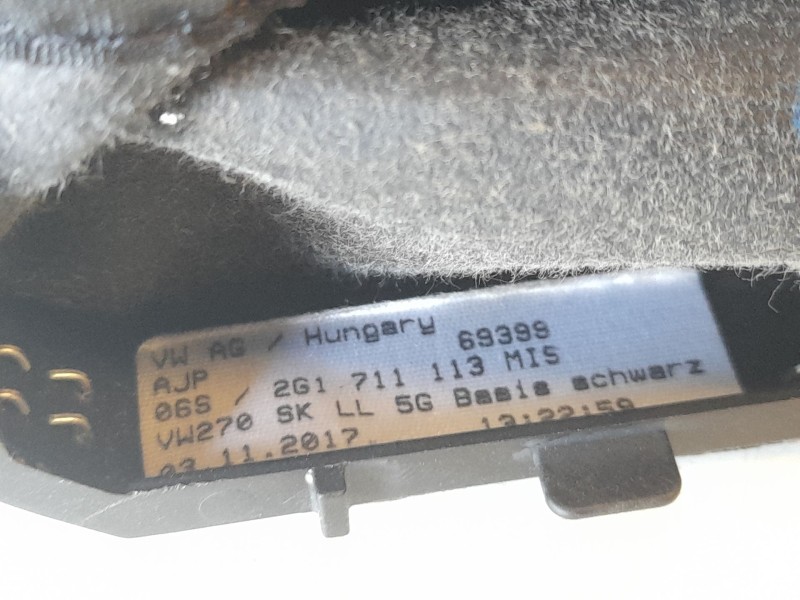 VW AG / Hungary
AJP 69399
06S / 2G1 711 113 MIS
VW270 SK LL 5G Basis schwarz
03.11.2017 13:22:59